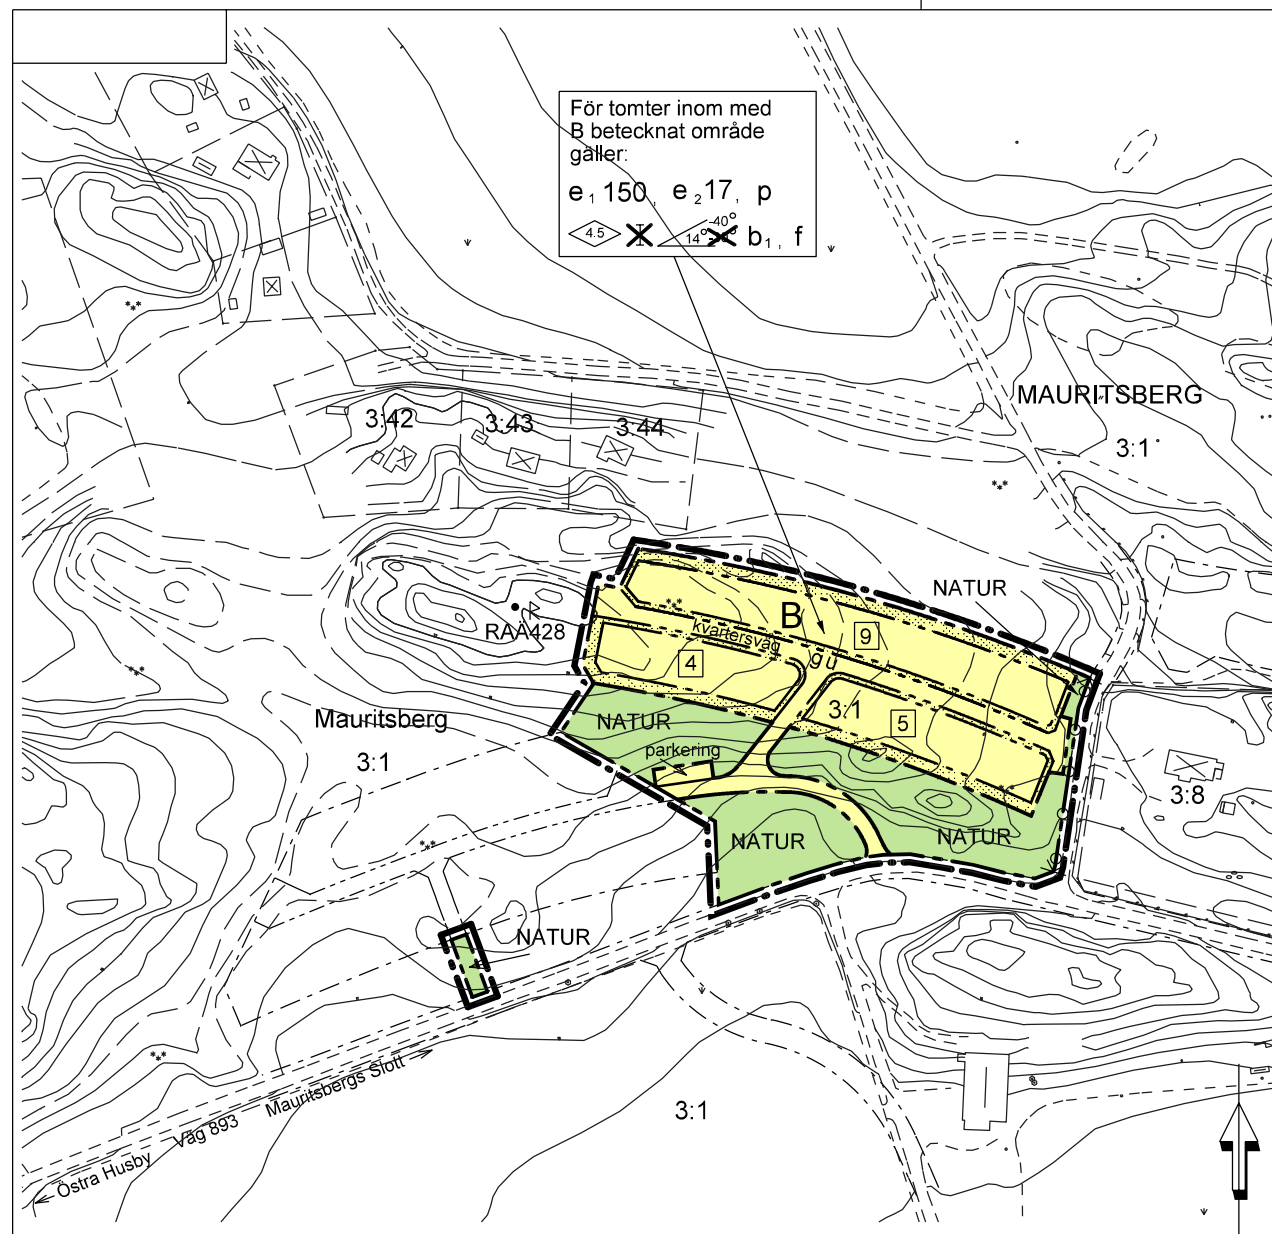 För tomter inom med
B betecknat område
gäller:
e₁ 150, e₂ 17, p
4.5 14° -40° b₁, f
MAURITSBERG
3:1
3:42
3:43
3:44
NATUR
RAÄ428
B
9
kvartersväg
gu
4
3:1
5
Mauritsberg
3:1
NATUR
parkering
3:8
NATUR
NATUR
NATUR
3:1
Väg 893
Mauritsbergs Slott
Östra Husby